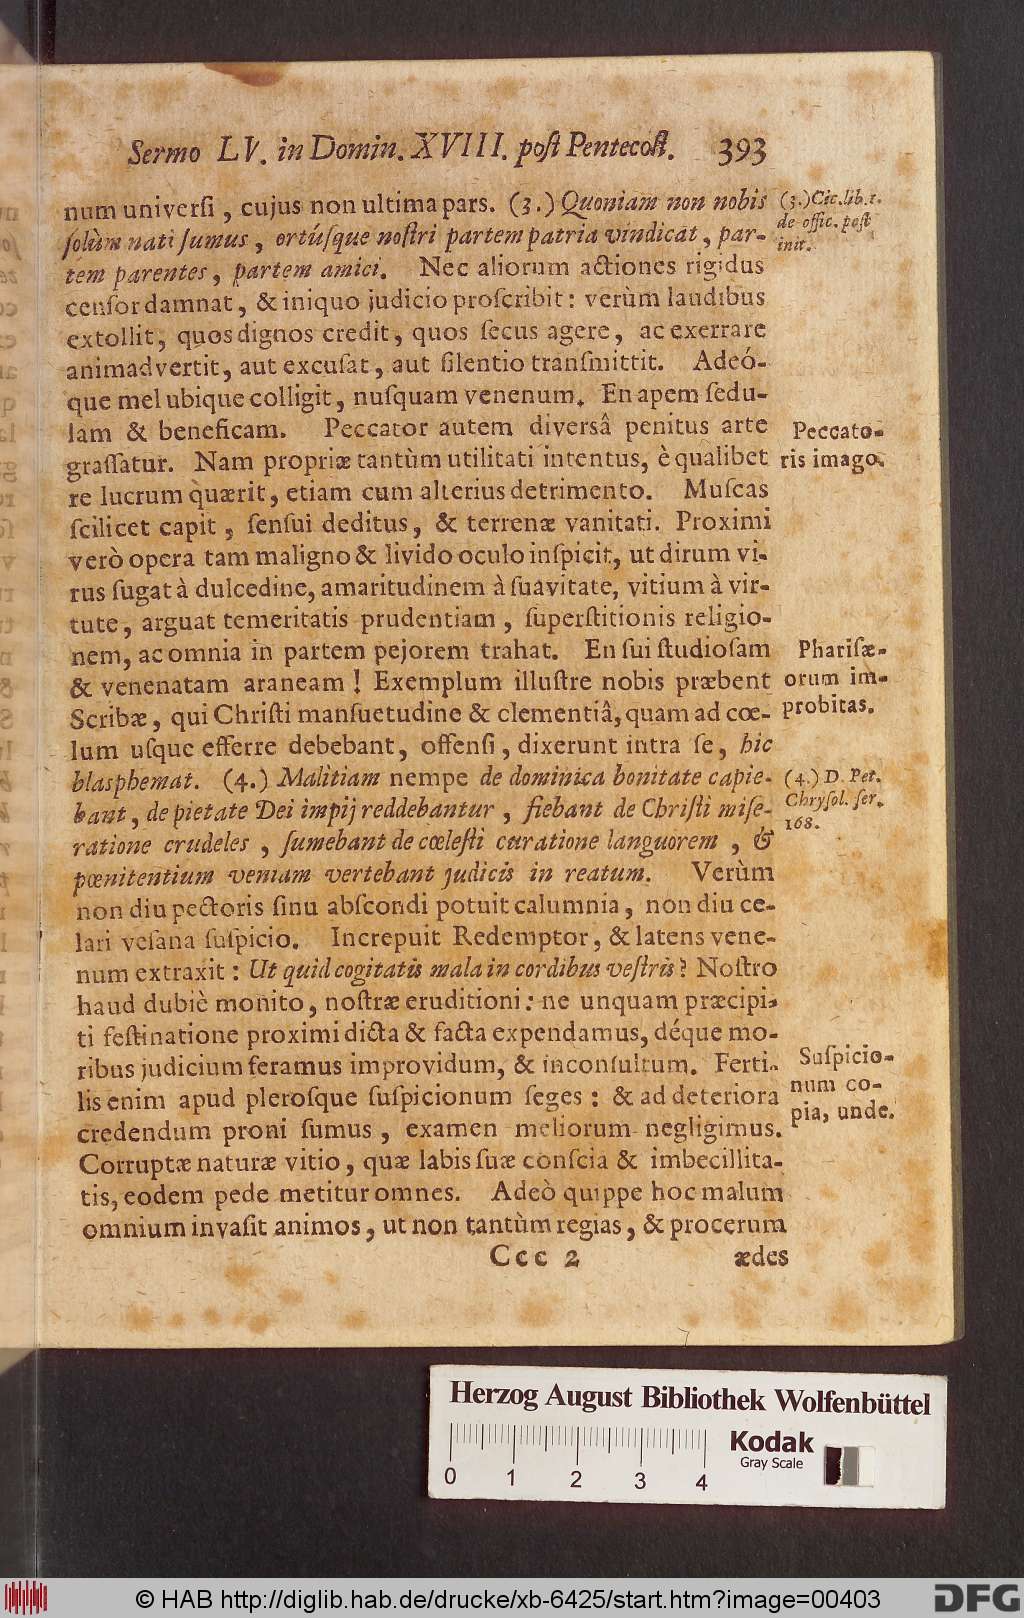 Sermo LV. in Domin. XVIII. poſt Pentecoſt. 393
num univerſi, cujus non ultima pars. (3.) Quoniam non nobis
ſolùm nati ſumus, ortúſque noſtri partem patria vindicat, par-
tem parentes, partem amici. Nec aliorum actiones rigidus
cenſor damnat, & iniquo judicio proſcribit: verùm laudibus
extollit, quos dignos credit, quos ſecus agere, ac exerrare
animadvertit, aut excuſat, aut ſilentio tranſmittit. Adeó-
que mel ubique colligit, nuſquam venenum. En apem ſedu-
lam & beneficam. Peccator autem diversâ penitus arte
graſſatur. Nam propriæ tantùm utilitati intentus, è qualibet
re lucrum quærit, etiam cum alterius detrimento. Muſcas
ſcilicet capit, ſenſui deditus, & terrenæ vanitati. Proximi
verò opera tam maligno & livido oculo inſpicit, ut dirum vi-
rus ſugat à dulcedine, amaritudinem à ſuavitate, vitium à vir-
tute, arguat temeritatis prudentiam, ſuperſtitionis religio-
nem, ac omnia in partem pejorem trahat. En ſui ſtudioſam
& venenatam araneam! Exemplum illuſtre nobis præbent
Scribæ, qui Chriſti manſuetudine & clementiâ, quam ad cœ-
lum uſque efferre debebant, offenſi, dixerunt intra ſe, hic
blasphemat. (4.) Malitiam nempe de dominica bonitate capie-
bant, de pietate Dei impij reddebantur, fiebant de Chriſti miſe-
ratione crudeles, ſumebant de cœleſti curatione languorem, &
pœnitentium veniam vertebant judicis in reatum. Verùm
non diu pectoris ſinu abſcondi potuit calumnia, non diu ce-
lari veſana ſuſpicio. Increpuit Redemptor, & latens vene-
num extraxit: Ut quid cogitatis mala in cordibus veſtris? Noſtro
haud dubiè monito, noſtræ eruditioni: ne unquam præcipi-
ti feſtinatione proximi dicta & facta expendamus, déque mo-
ribus judicium feramus improvidum, & inconſultum. Ferti-
lis enim apud pleroſque ſuſpicionum ſeges: & ad deteriora
credendum proni ſumus, examen meliorum negligimus.
Corruptæ naturæ vitio, quæ labis ſuæ conſcia & imbecillita-
tis, eodem pede metitur omnes. Adeò quippe hoc malum
omnium invaſit animos, ut non tantùm regias, & procerum
Ccc 2 ædes
(3.) Cic. lib. 1.
de offic. poſt
init.
Peccato-
ris imago.
Phariſæ-
orum im-
probitas.
(4.) D. Pet.
Chryſol. ſer.
168.
Suſpicio-
num co-
pia, unde.
Herzog August Bibliothek Wolfenbüttel
0 1 2 3 4
Kodak
Gray Scale
© HAB http://diglib.hab.de/drucke/xb-6425/start.htm?image=00403
DFG